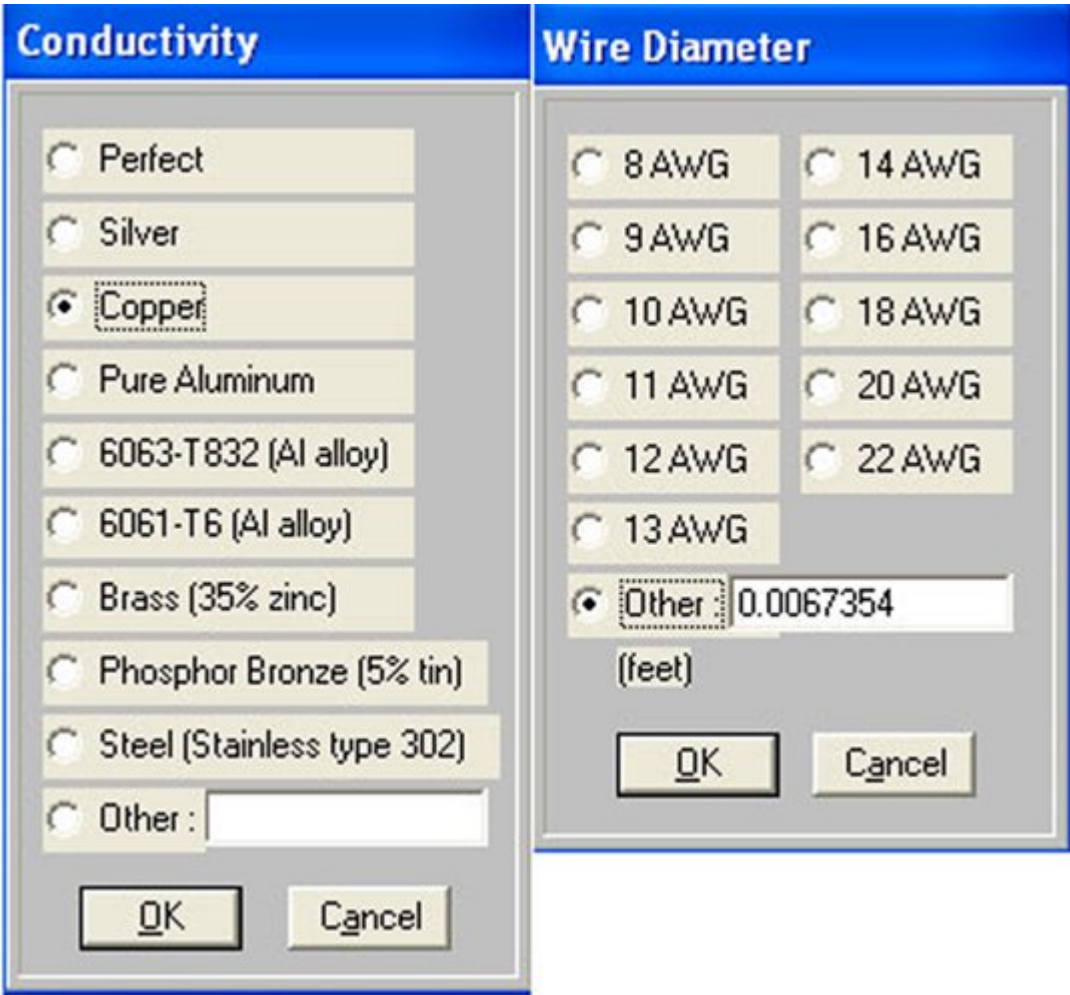 Conductivity
Perfect
Silver
Copper
Pure Aluminum
6063-T832 (Al alloy)
6061-T6 (Al alloy)
Brass (35% zinc)
Phosphor Bronze (5% tin)
Steel (Stainless type 302)
Other :
OK Cancel
Wire Diameter
8 AWG 14 AWG
9 AWG 16 AWG
10 AWG 18 AWG
11 AWG 20 AWG
12 AWG 22 AWG
13 AWG
Other : 0.0067354
(feet)
OK Cancel